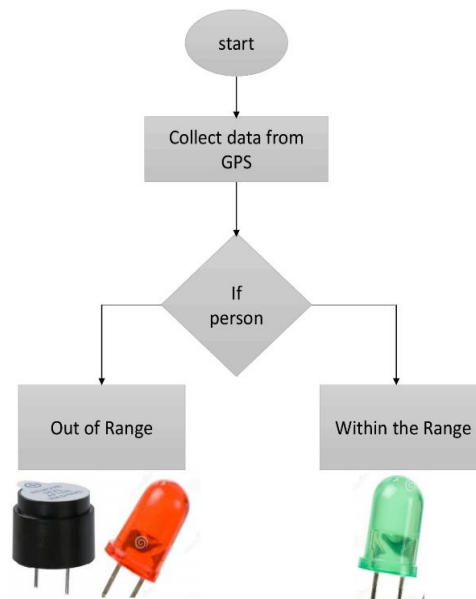 start
Collect data from
GPS
If
person
Out of Range
Within the Range